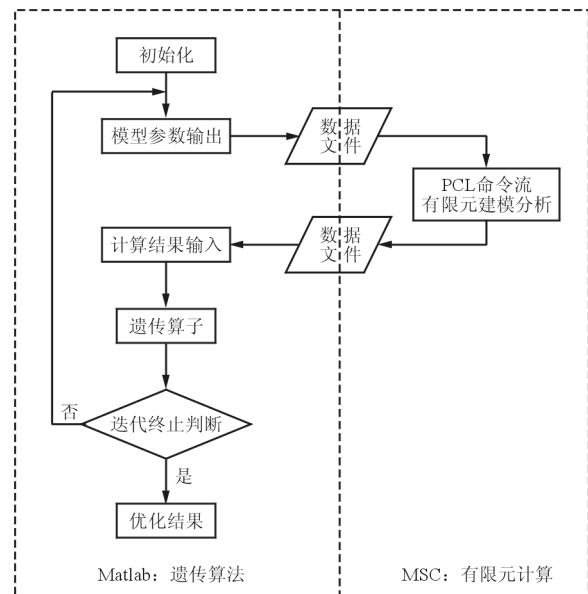 初始化
模型参数输出
数据
文件
PCL命令流
有限元建模分析
计算结果输入
数据
文件
遗传算子
否
迭代终止判断
是
优化结果
Matlab：遗传算法
MSC：有限元计算